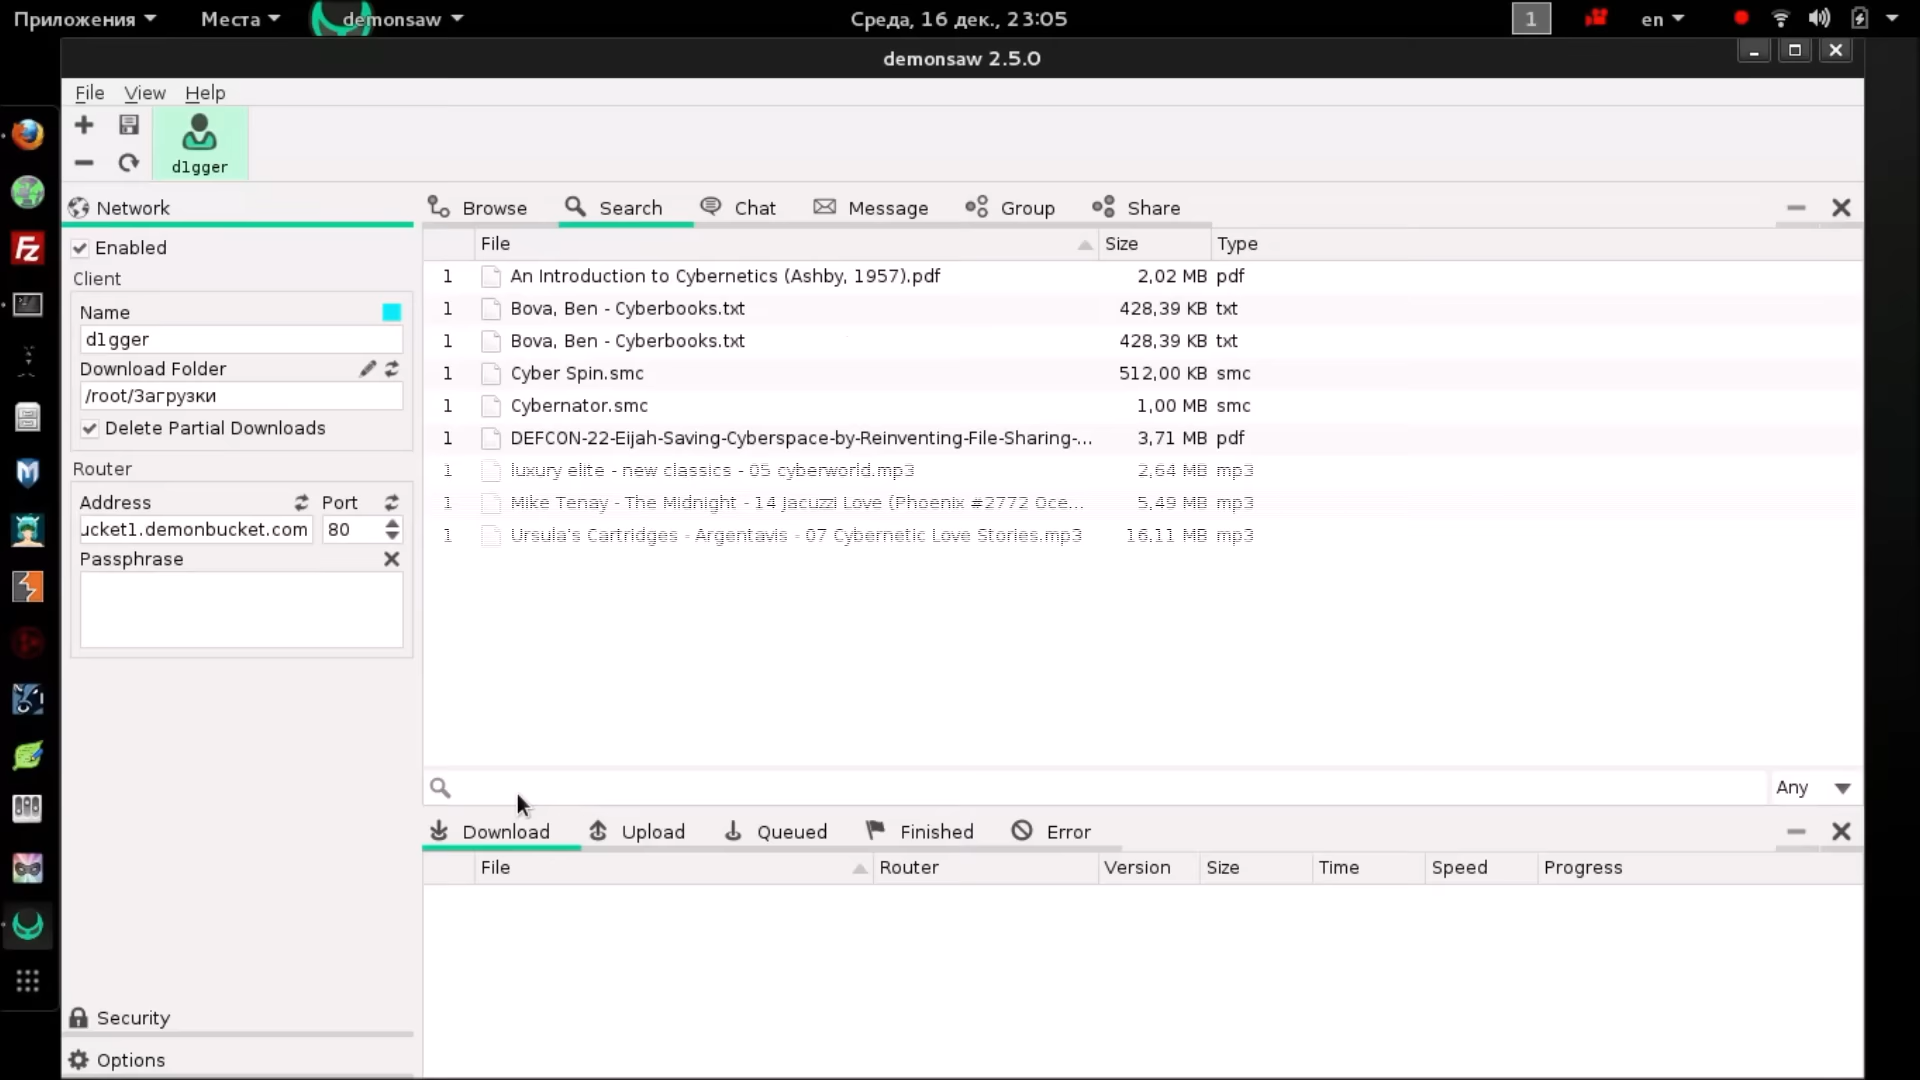 Приложения Места demonsaw Среда, 16 дек., 23:05 1 en
demonsaw 2.5.0
File View Help
d1gger
Network
Browse Search Chat Message Group Share
Enabled
Client
Name
d1gger
Download Folder
/root/Загрузки
Delete Partial Downloads
Router
Address Port
ucket1.demonbucket.com 80
Passphrase
Security
Options
File Size Type
1 An Introduction to Cybernetics (Ashby, 1957).pdf 2,02 MB pdf
1 Bova, Ben - Cyberbooks.txt 428,39 KB txt
1 Bova, Ben - Cyberbooks.txt 428,39 KB txt
1 Cyber Spin.smc 512,00 KB smc
1 Cybernator.smc 1,00 MB smc
1 DEFCON-22-Eijah-Saving-Cyberspace-by-Reinventing-File-Sharing-... 3,71 MB pdf
1 luxury elite - new classics - 05 cyberworld.mp3 2,64 MB mp3
1 Mike Tenay - The Midnight - 14 Jacuzzi Love (Phoenix #2772 Oce... 5,49 MB mp3
1 Ursula's Cartridges - Argentavis - 07 Cybernetic Love Stories.mp3 16,11 MB mp3
Any
Download Upload Queued Finished Error
File Router Version Size Time Speed Progress